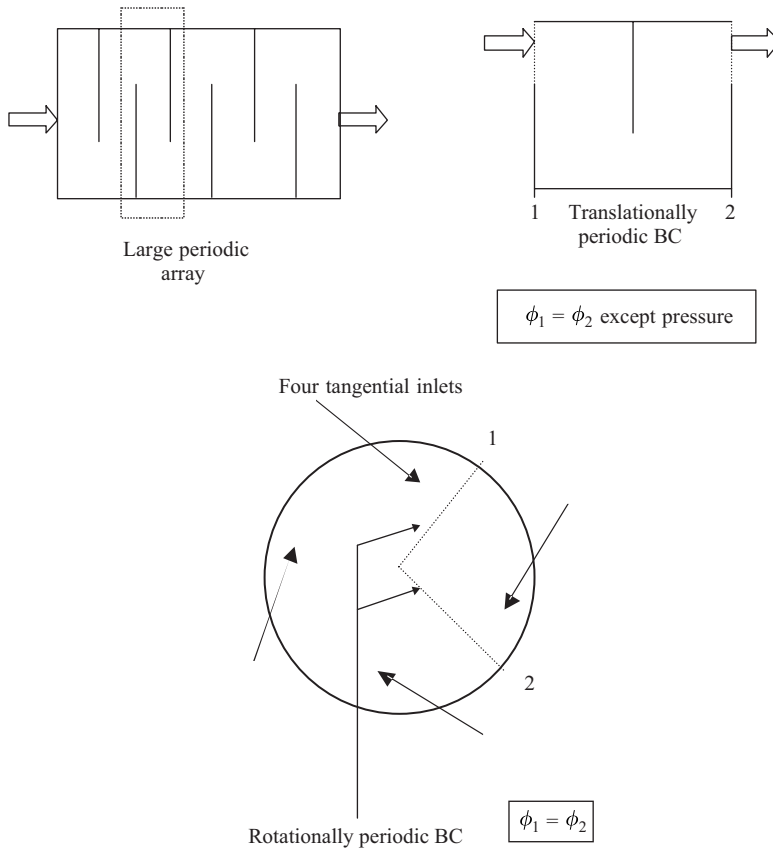 Large periodic
array
1
Translationally
periodic BC
2
ϕ₁ = ϕ₂ except pressure
Four tangential inlets
1
2
Rotationally periodic BC
ϕ₁ = ϕ₂